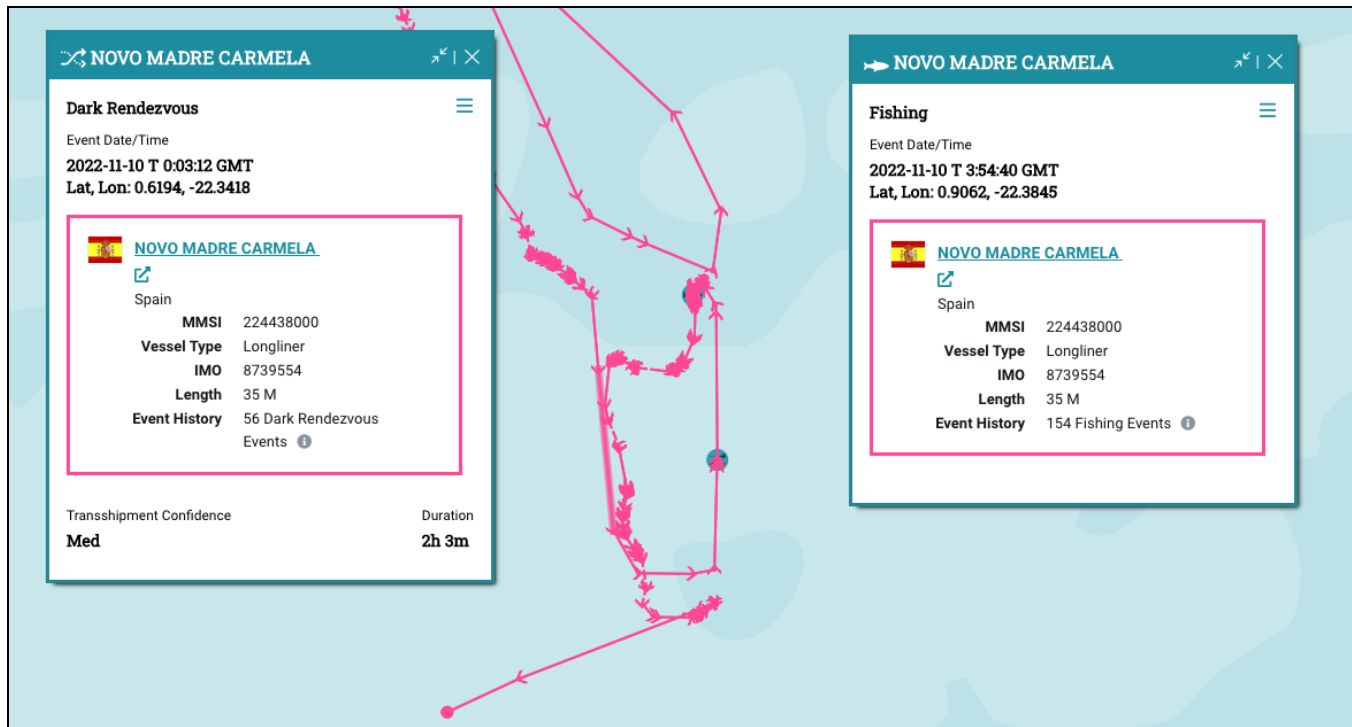 NOVO MADRE CARMELA
Dark Rendezvous
Event Date/Time
2022-11-10 T 0:03:12 GMT
Lat, Lon: 0.6194, -22.3418
NOVO MADRE CARMELA
Spain
MMSI 224438000
Vessel Type Longliner
IMO 8739554
Length 35 M
Event History 56 Dark Rendezvous
Events
Transshipment Confidence Duration
Med 2h 3m
NOVO MADRE CARMELA
Fishing
Event Date/Time
2022-11-10 T 3:54:40 GMT
Lat, Lon: 0.9062, -22.3845
NOVO MADRE CARMELA
Spain
MMSI 224438000
Vessel Type Longliner
IMO 8739554
Length 35 M
Event History 154 Fishing Events